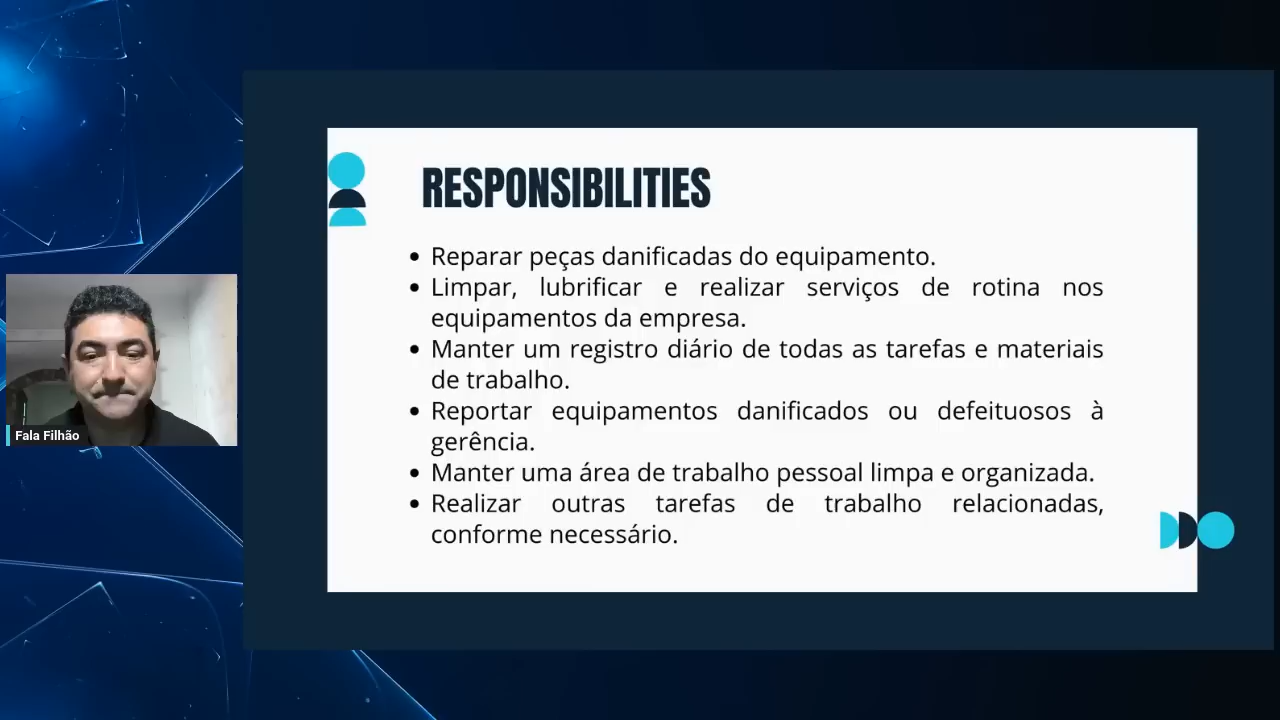 RESPONSIBILITIES
• Reparar peças danificadas do equipamento.
• Limpar, lubrificar e realizar serviços de rotina nos
equipamentos da empresa.
• Manter um registro diário de todas as tarefas e materiais
de trabalho.
• Reportar equipamentos danificados ou defeituosos à
gerência.
• Manter uma área de trabalho pessoal limpa e organizada.
• Realizar outras tarefas de trabalho relacionadas,
conforme necessário.
Fala Filhão